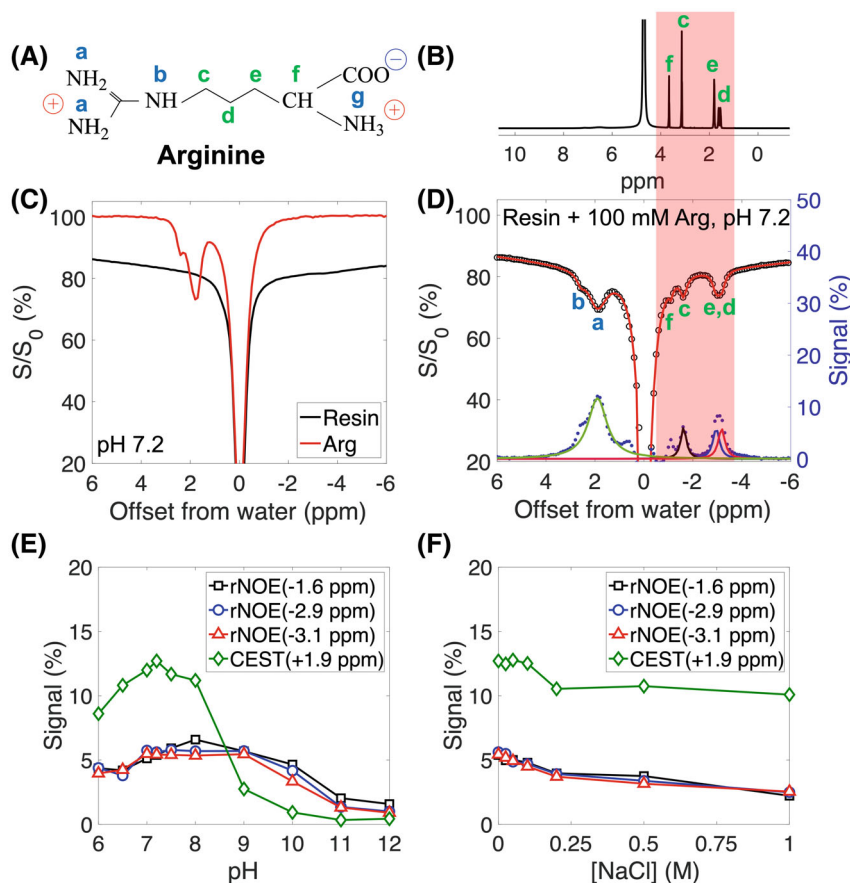 (A)
a
NH2
b
c
e
f
COO
−
NH
CH
g
+
a
NH2
d
NH3
+
Arginine
(B)
c
f
e
d
10 8 6 4 2 0
ppm
(C)
100
80
60
40
20
S/S0 (%)
Resin
Arg
pH 7.2
6 4 2 0 -2 -4 -6
Offset from water (ppm)
(D)
Resin + 100 mM Arg, pH 7.2
100
80
60
40
20
S/S0 (%)
b
a
f
c
e,d
50
40
30
20
10
0
Signal (%)
6 4 2 0 -2 -4 -6
Offset from water (ppm)
(E)
20
15
10
5
0
Signal (%)
rNOE(-1.6 ppm)
rNOE(-2.9 ppm)
rNOE(-3.1 ppm)
CEST(+1.9 ppm)
6 7 8 9 10 11 12
pH
(F)
20
15
10
5
0
Signal (%)
rNOE(-1.6 ppm)
rNOE(-2.9 ppm)
rNOE(-3.1 ppm)
CEST(+1.9 ppm)
0 0.25 0.5 0.75 1
[NaCl] (M)